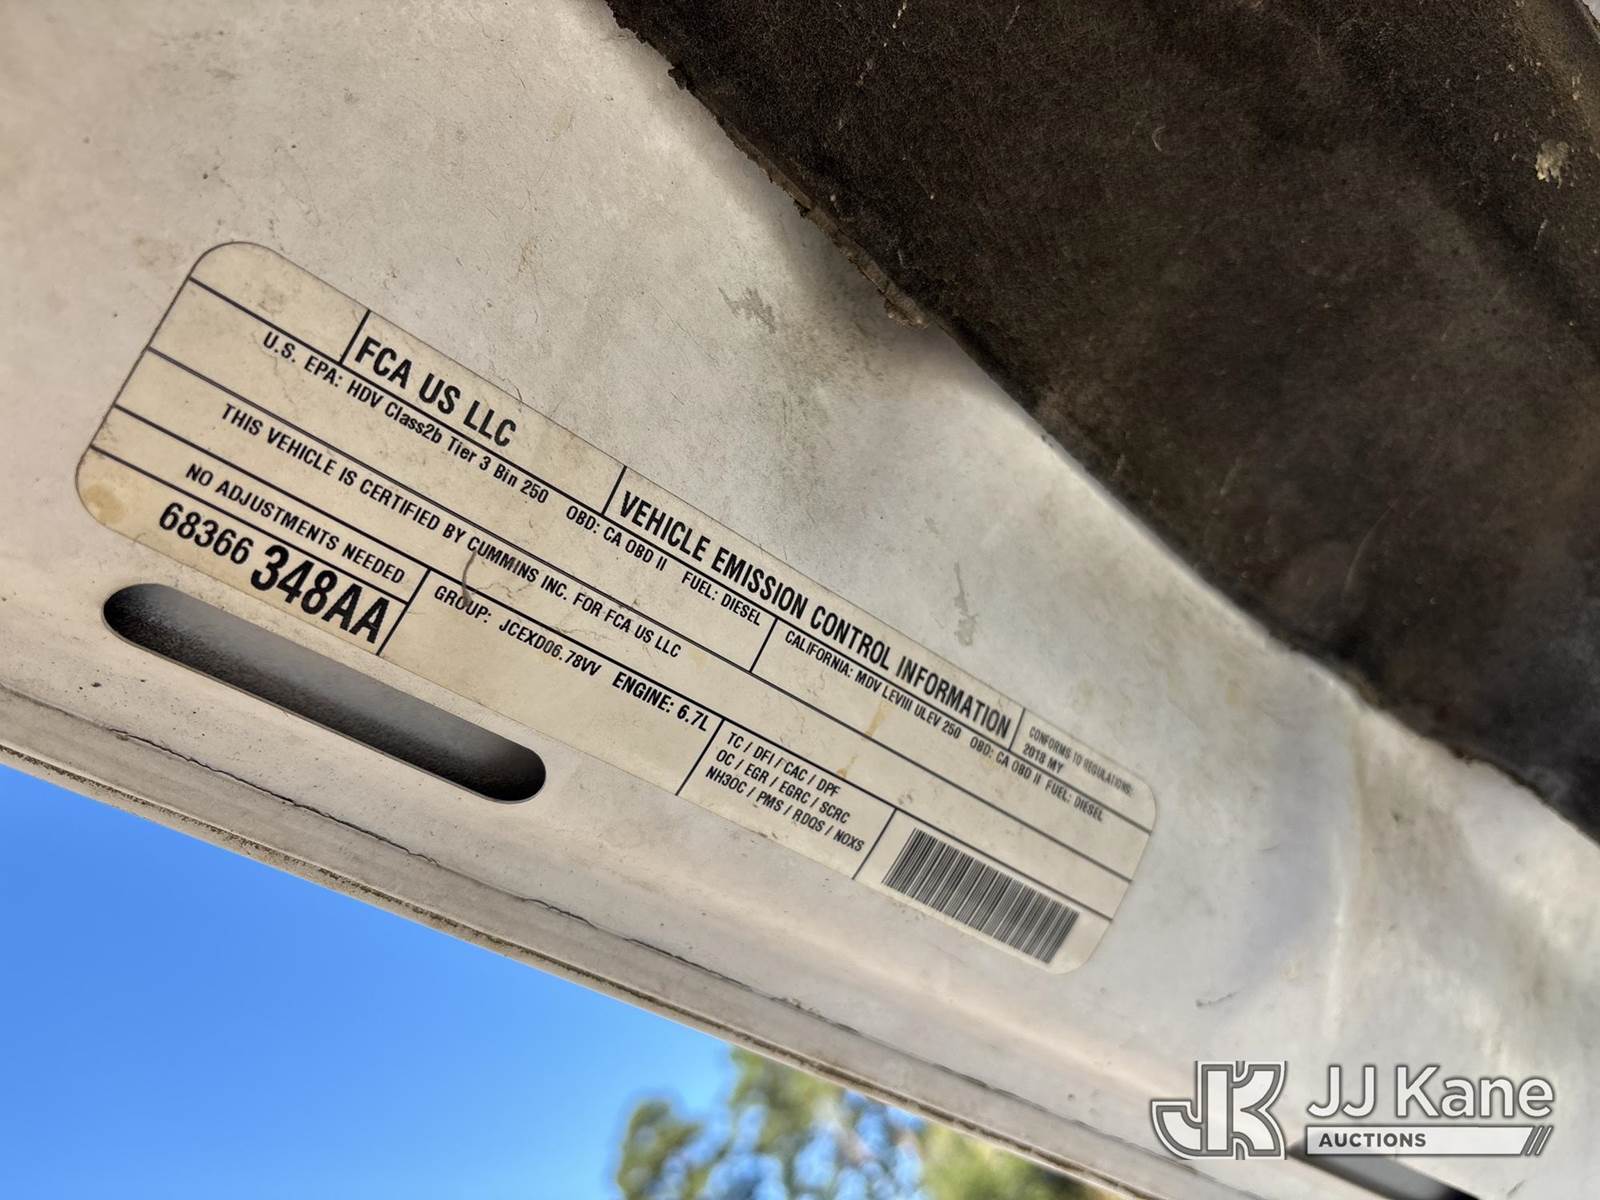 FCA US LLC
VEHICLE EMISSION CONTROL INFORMATION
CONFORMS TO REGULATIONS:
2018 MY
U.S. EPA: HDV Class2b Tier 3 Bin 250 OBD: CA OBD II FUEL: DIESEL
CALIFORNIA: MDV LEVIII ULEV 250 OBD: CA OBD II FUEL: DIESEL
THIS VEHICLE IS CERTIFIED BY CUMMINS INC. FOR FCA US LLC
NO ADJUSTMENTS NEEDED
68366 348AA
GROUP: JCEXD06.78VV ENGINE: 6.7L
TC / DFI / CAC / DPF
OC / EGR / EGRC / SCRC
NH3OC / PMS / RDQS / NOXS
JK
JJ Kane
AUCTIONS